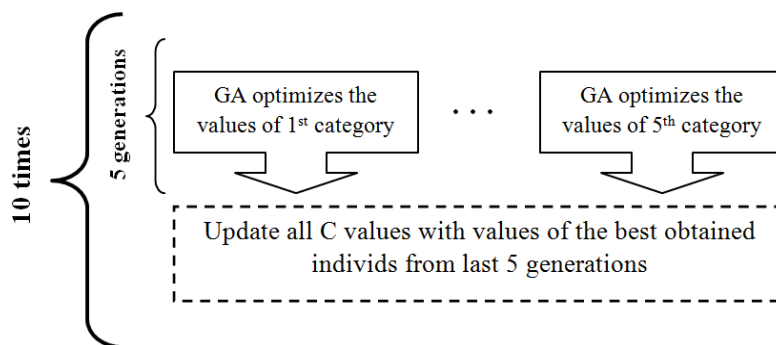 10 times
5 generations
GA optimizes the
values of 1st category
. . .
GA optimizes the
values of 5th category
Update all C values with values of the best obtained
individs from last 5 generations